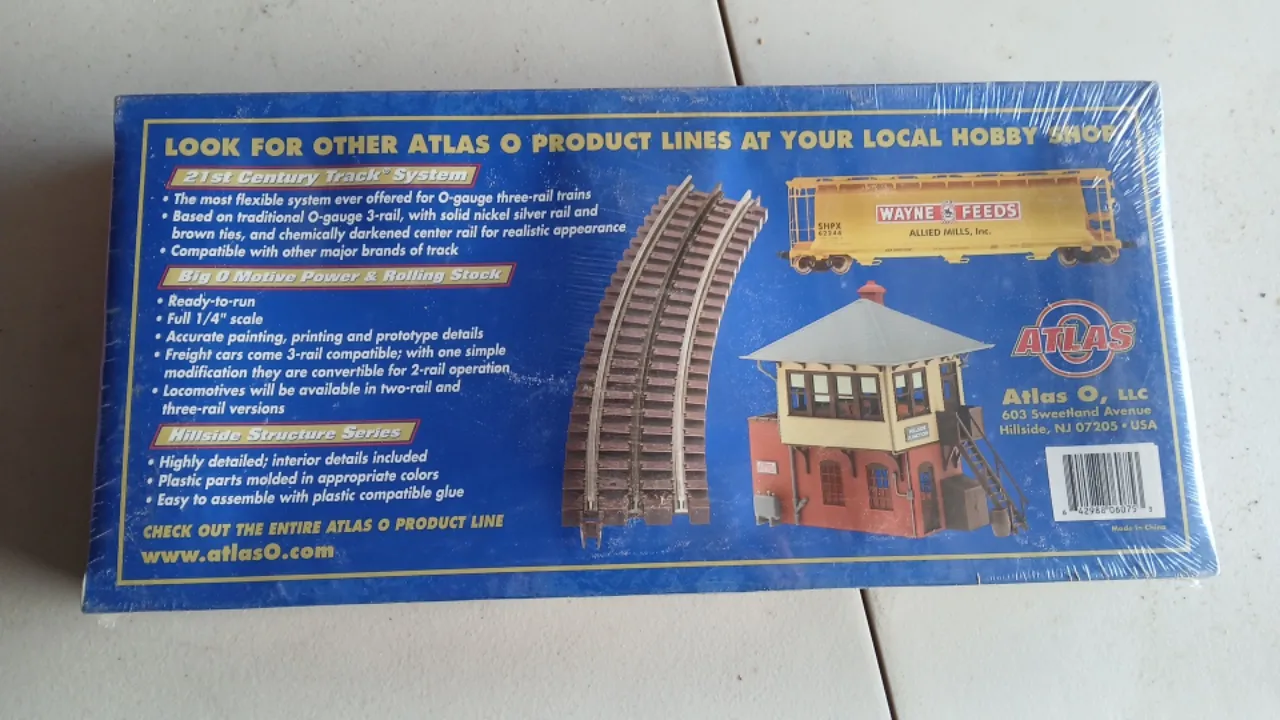 LOOK FOR OTHER ATLAS O PRODUCT LINES AT YOUR LOCAL HOBBY SHOP
21st Century Track® System
• The most flexible system ever offered for O-gauge three-rail trains
• Based on traditional O-gauge 3-rail, with solid nickel silver rail and
brown ties, and chemically darkened center rail for realistic appearance
• Compatible with other major brands of track
Big O Motive Power & Rolling Stock
• Ready-to-run
• Full 1/4" scale
• Accurate painting, printing and prototype details
• Freight cars come 3-rail compatible; with one simple
modification they are convertible for 2-rail operation
• Locomotives will be available in two-rail and
three-rail versions
Hillside Structure Series
• Highly detailed; interior details included
• Plastic parts molded in appropriate colors
• Easy to assemble with plastic compatible glue
CHECK OUT THE ENTIRE ATLAS O PRODUCT LINE
www.atlasO.com
WAYNE FEEDS
ALLIED MILLS, Inc.
SHPX
62344
ATLAS
O
Atlas O, LLC
603 Sweetland Avenue
Hillside, NJ 07205 • USA
6 42988 06075 3
Made in China